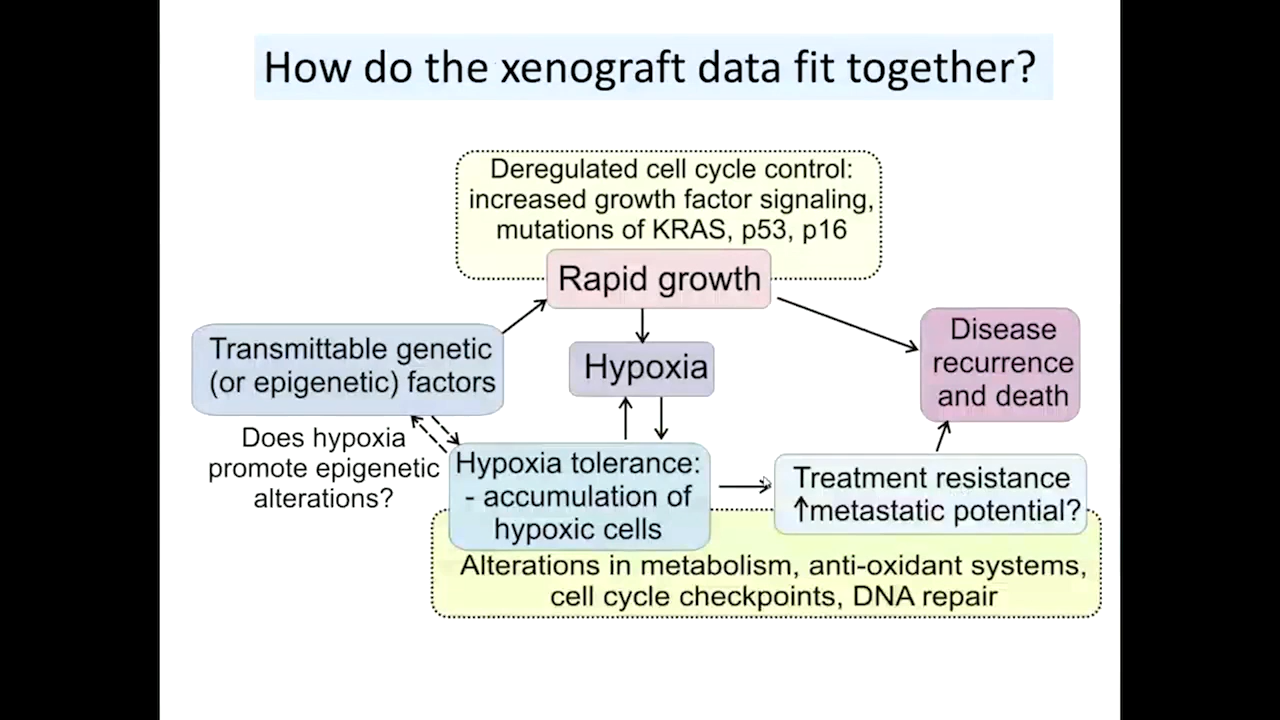 How do the xenograft data fit together?
Deregulated cell cycle control:
increased growth factor signaling,
mutations of KRAS, p53, p16
Rapid growth
Transmittable genetic
(or epigenetic) factors
Hypoxia
Disease
recurrence
and death
Does hypoxia
promote epigenetic
alterations?
Hypoxia tolerance:
- accumulation of
hypoxic cells
Treatment resistance
↑metastatic potential?
Alterations in metabolism, anti-oxidant systems,
cell cycle checkpoints, DNA repair